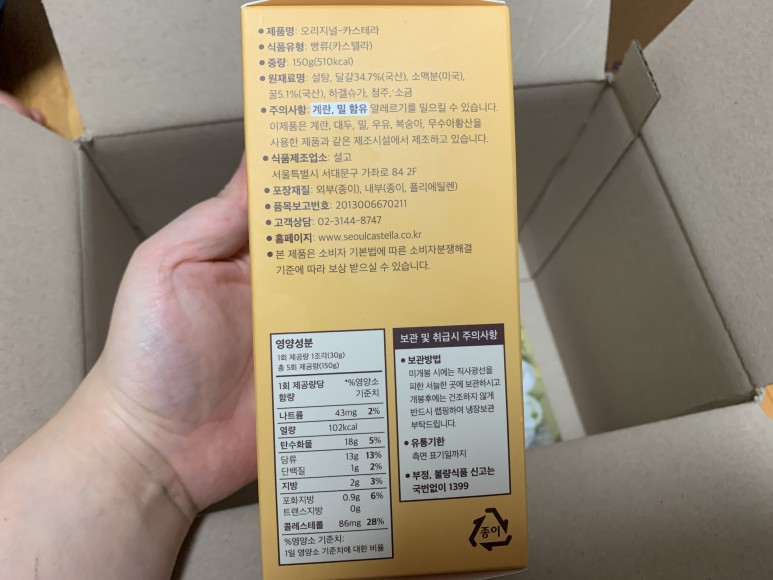 • 제품명: 오리지널-카스테라
• 식품유형: 빵류(카스텔라)
• 중량: 150g(510kcal)
• 원재료명: 설탕, 달걀34.7%(국산), 소맥분(미국),
꿀5.1%(국산), 하겔슈가, 청주, 소금
• 주의사항: 계란, 밀 함유 알레르기를 일으킬 수 있습니다.
이제품은 계란, 대두, 밀, 우유, 복숭아, 무수아황산을
사용한 제품과 같은 제조시설에서 제조하고 있습니다.
• 식품제조업소: 설고
서울특별시 서대문구 가좌로 84 2F
• 포장재질: 외부(종이), 내부(종이, 폴리에틸렌)
• 품목보고번호: 2013006670211
• 고객상담: 02-3144-8747
• 홈페이지: www.seoulcastella.co.kr
• 본 제품은 소비자 기본법에 따른 소비자분쟁해결
기준에 따라 보상 받으실 수 있습니다.
영양성분
1회 제공량 1조각(30g)
총 5회 제공량(150g)
1회 제공량당 *%영양소
함량 기준치
나트륨 43mg 2%
열량 102kcal
탄수화물 18g 5%
당류 13g 13%
단백질 1g 2%
지방 2g 3%
포화지방 0.9g 6%
트랜스지방 0g
콜레스테롤 86mg 28%
%영양소 기준치:
1일 영양소 기준치에 대한 비율
보관 및 취급시 주의사항
• 보관방법
미개봉 시에는 직사광선을
피한 서늘한 곳에 보관하시고
개봉후에는 건조하지 않게
반드시 랩핑하여 냉장보관
부탁드립니다.
• 유통기한
측면 표기일까지
• 부정, 불량식품 신고는
국번없이 1399
종이